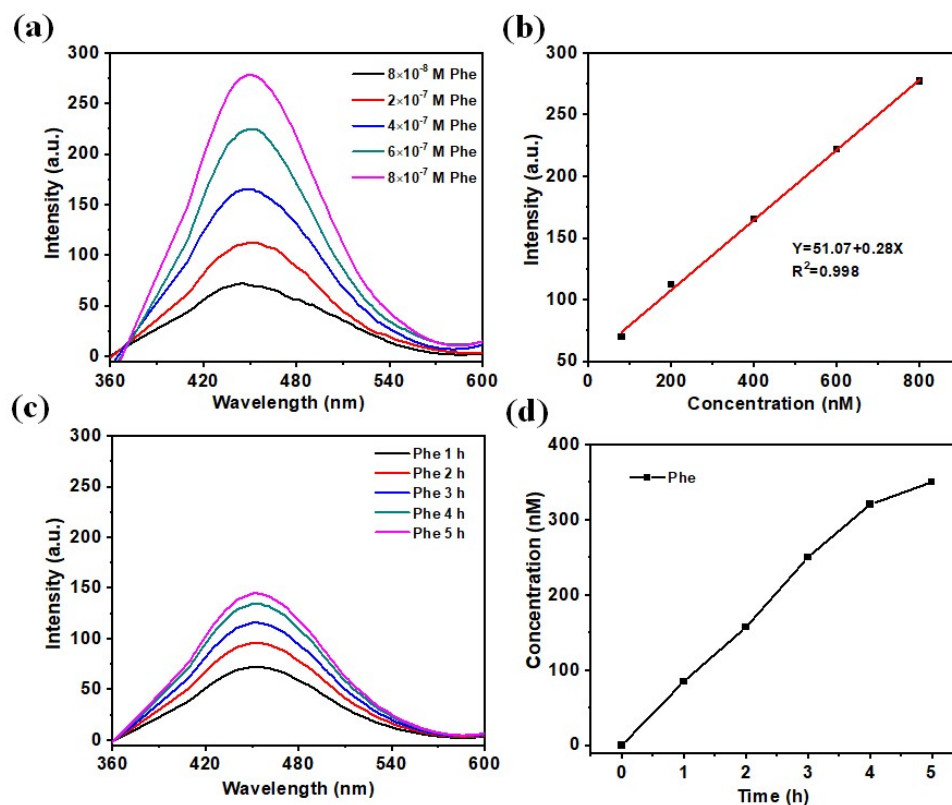 (a)
300
250
200
150
100
50
0
Intensity (a.u.)
360 420 480 540 600
Wavelength (nm)
8×10⁻⁸ M Phe
2×10⁻⁷ M Phe
4×10⁻⁷ M Phe
6×10⁻⁷ M Phe
8×10⁻⁷ M Phe
(b)
300
250
200
150
100
50
Intensity (a.u.)
0 200 400 600 800
Concentration (nM)
Y=51.07+0.28X
R²=0.998
(c)
300
250
200
150
100
50
0
Intensity (a.u.)
360 420 480 540 600
Wavelength (nm)
Phe 1 h
Phe 2 h
Phe 3 h
Phe 4 h
Phe 5 h
(d)
400
300
200
100
0
Concentration (nM)
0 1 2 3 4 5
Time (h)
Phe